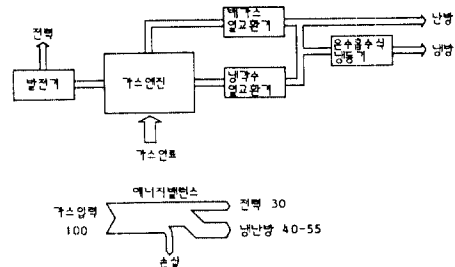 배가스
열교환기
난방
전력
온수흡수식
냉동기
냉방
발전기
가스엔진
냉각수
열교환기
가스연료
에너지밸런스
가스입력
100
전력 30
냉난방 40-55
손실